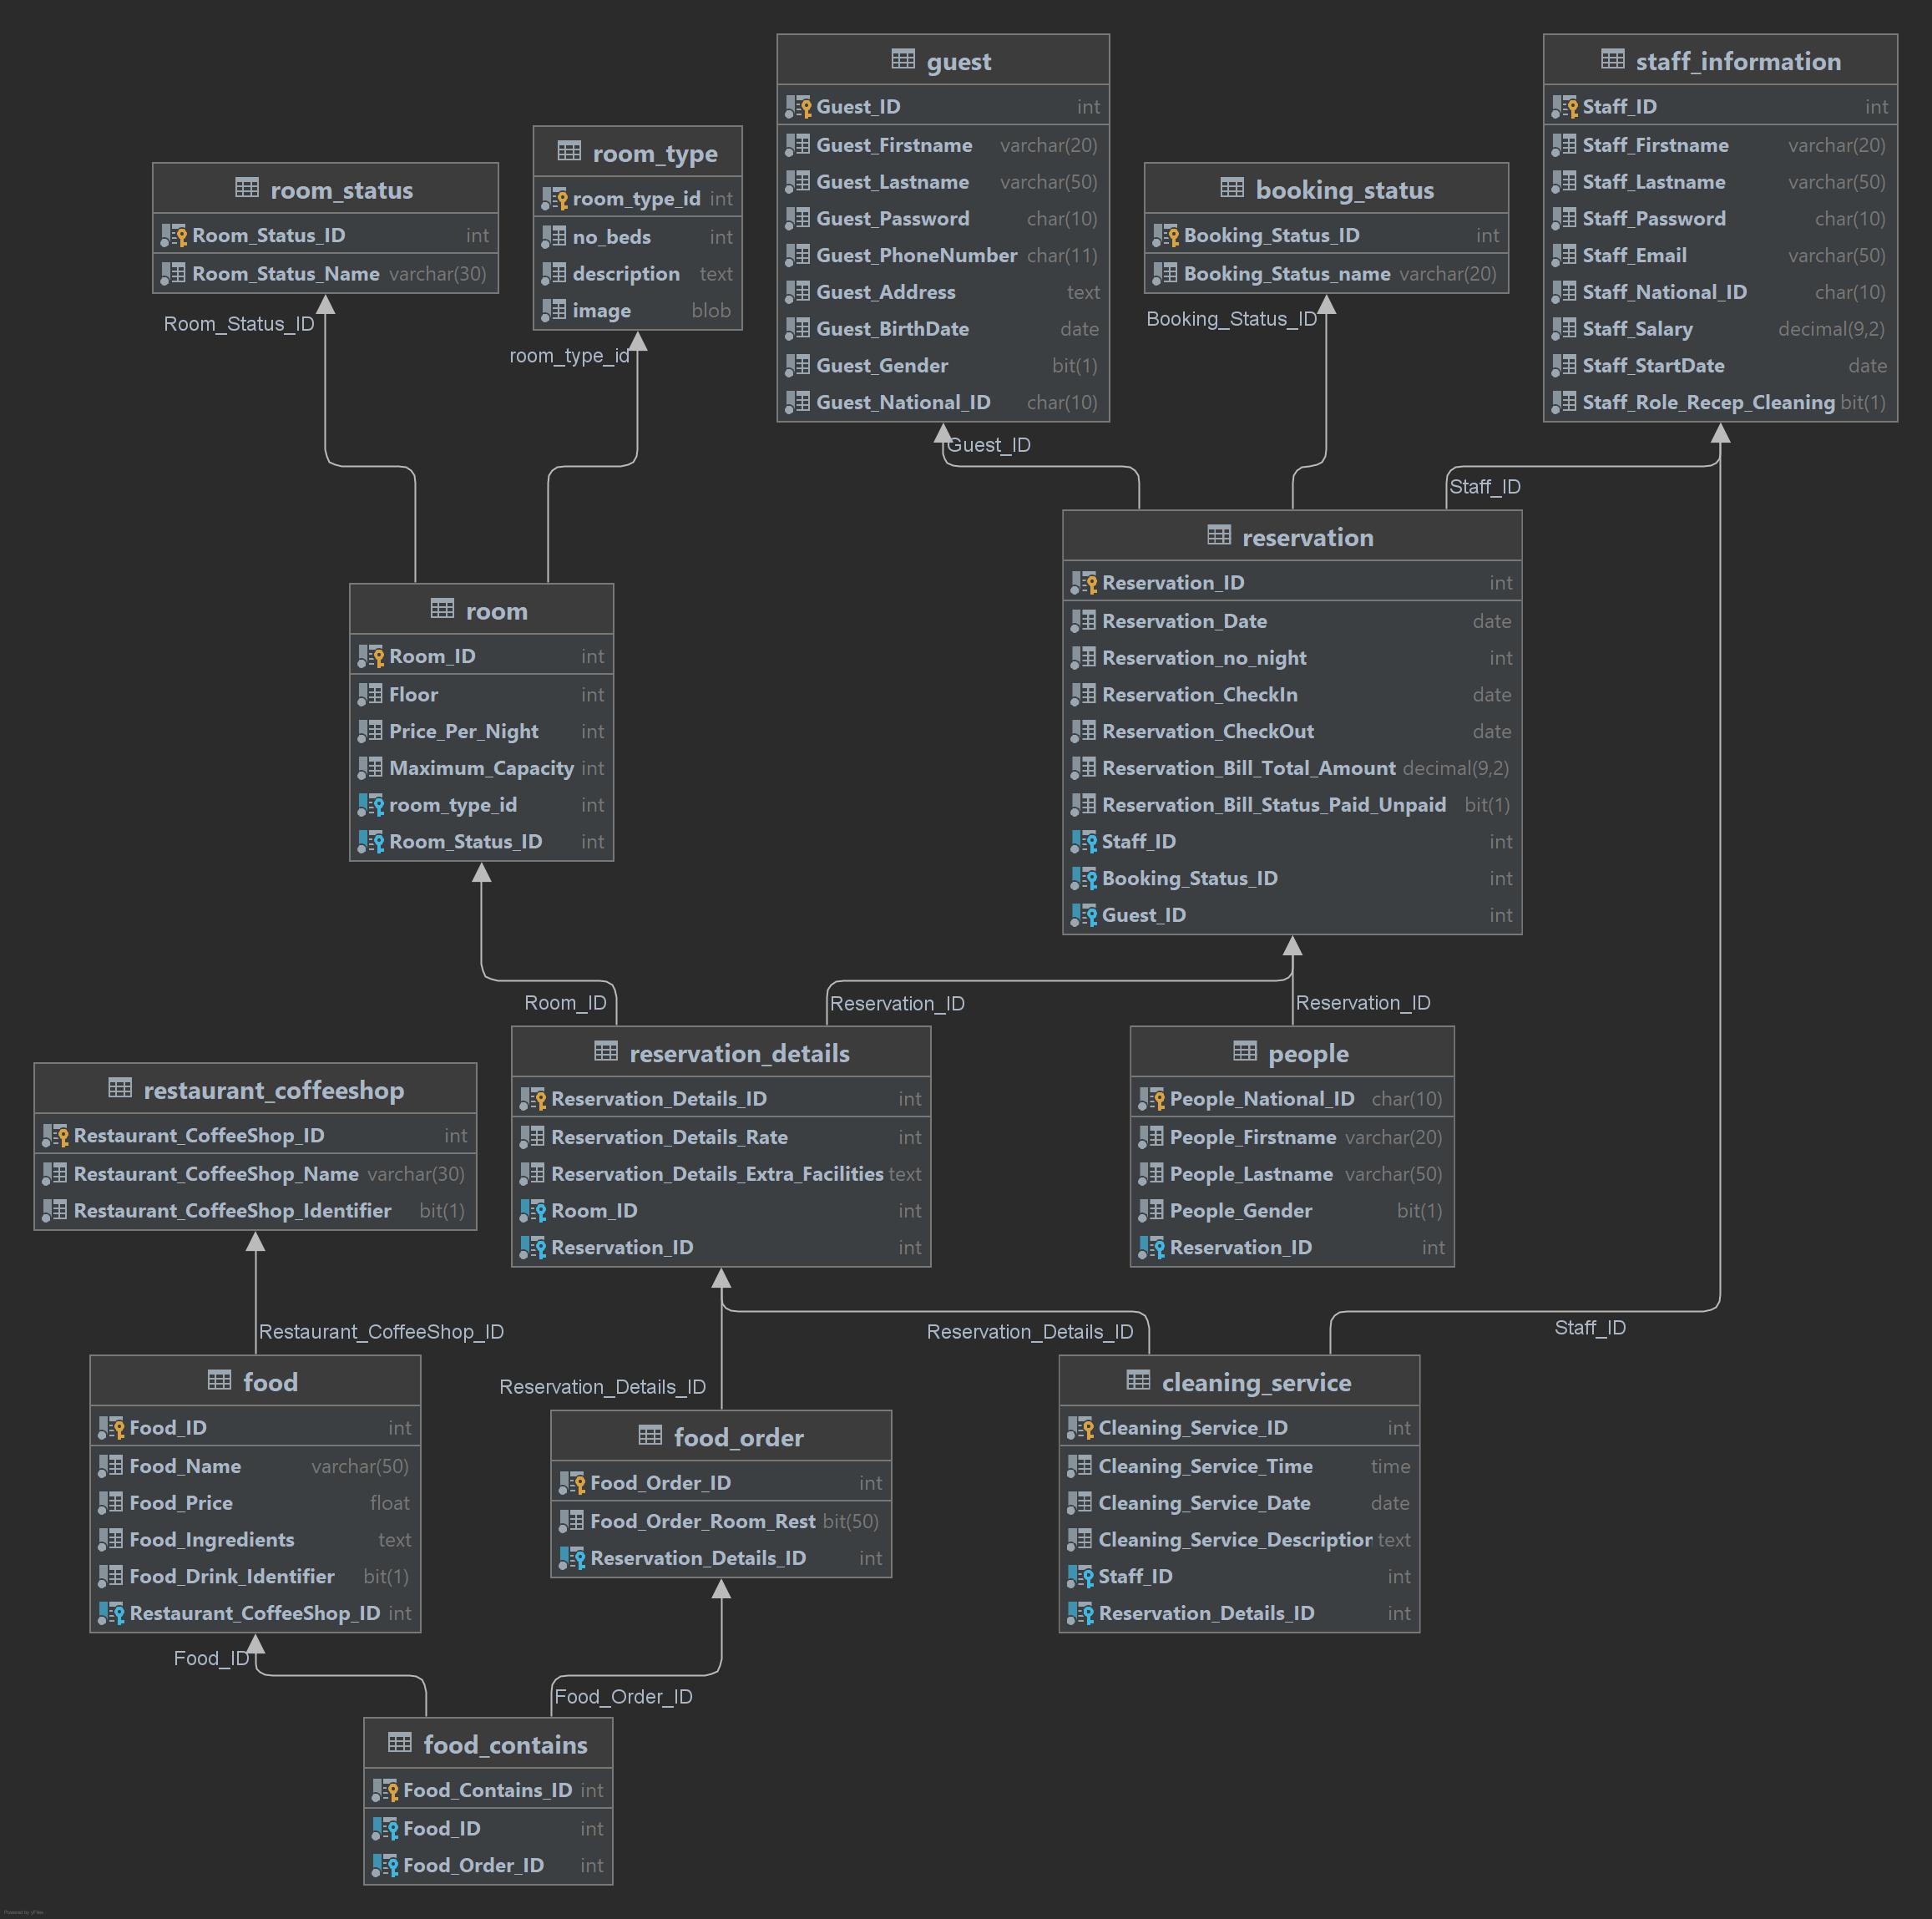 guest
Guest_ID int
Guest_Firstname varchar(20)
Guest_Lastname varchar(50)
Guest_Password char(10)
Guest_PhoneNumber char(11)
Guest_Address text
Guest_BirthDate date
Guest_Gender bit(1)
Guest_National_ID char(10)
staff_information
Staff_ID int
Staff_Firstname varchar(20)
Staff_Lastname varchar(50)
Staff_Password char(10)
Staff_Email varchar(50)
Staff_National_ID char(10)
Staff_Salary decimal(9,2)
Staff_StartDate date
Staff_Role_Recep_Cleaning bit(1)
room_type
room_type_id int
no_beds int
description text
image blob
room_status
Room_Status_ID int
Room_Status_Name varchar(30)
booking_status
Booking_Status_ID int
Booking_Status_name varchar(20)
Room_Status_ID
room_type_id
Booking_Status_ID
Guest_ID
Staff_ID
reservation
Reservation_ID int
Reservation_Date date
Reservation_no_night int
Reservation_CheckIn date
Reservation_CheckOut date
Reservation_Bill_Total_Amount decimal(9,2)
Reservation_Bill_Status_Paid_Unpaid bit(1)
Staff_ID int
Booking_Status_ID int
Guest_ID int
room
Room_ID int
Floor int
Price_Per_Night int
Maximum_Capacity int
room_type_id int
Room_Status_ID int
Room_ID
Reservation_ID
Reservation_ID
reservation_details
Reservation_Details_ID int
Reservation_Details_Rate int
Reservation_Details_Extra_Facilities text
Room_ID int
Reservation_ID int
people
People_National_ID char(10)
People_Firstname varchar(20)
People_Lastname varchar(50)
People_Gender bit(1)
Reservation_ID int
restaurant_coffeeshop
Restaurant_CoffeeShop_ID int
Restaurant_CoffeeShop_Name varchar(30)
Restaurant_CoffeeShop_Identifier bit(1)
Restaurant_CoffeeShop_ID
Reservation_Details_ID
Staff_ID
Reservation_Details_ID
food
Food_ID int
Food_Name varchar(50)
Food_Price float
Food_Ingredients text
Food_Drink_Identifier bit(1)
Restaurant_CoffeeShop_ID int
food_order
Food_Order_ID int
Food_Order_Room_Rest bit(50)
Reservation_Details_ID int
cleaning_service
Cleaning_Service_ID int
Cleaning_Service_Time time
Cleaning_Service_Date date
Cleaning_Service_Description text
Staff_ID int
Reservation_Details_ID int
Food_ID
Food_Order_ID
food_contains
Food_Contains_ID int
Food_ID int
Food_Order_ID int
Powered by yFiles